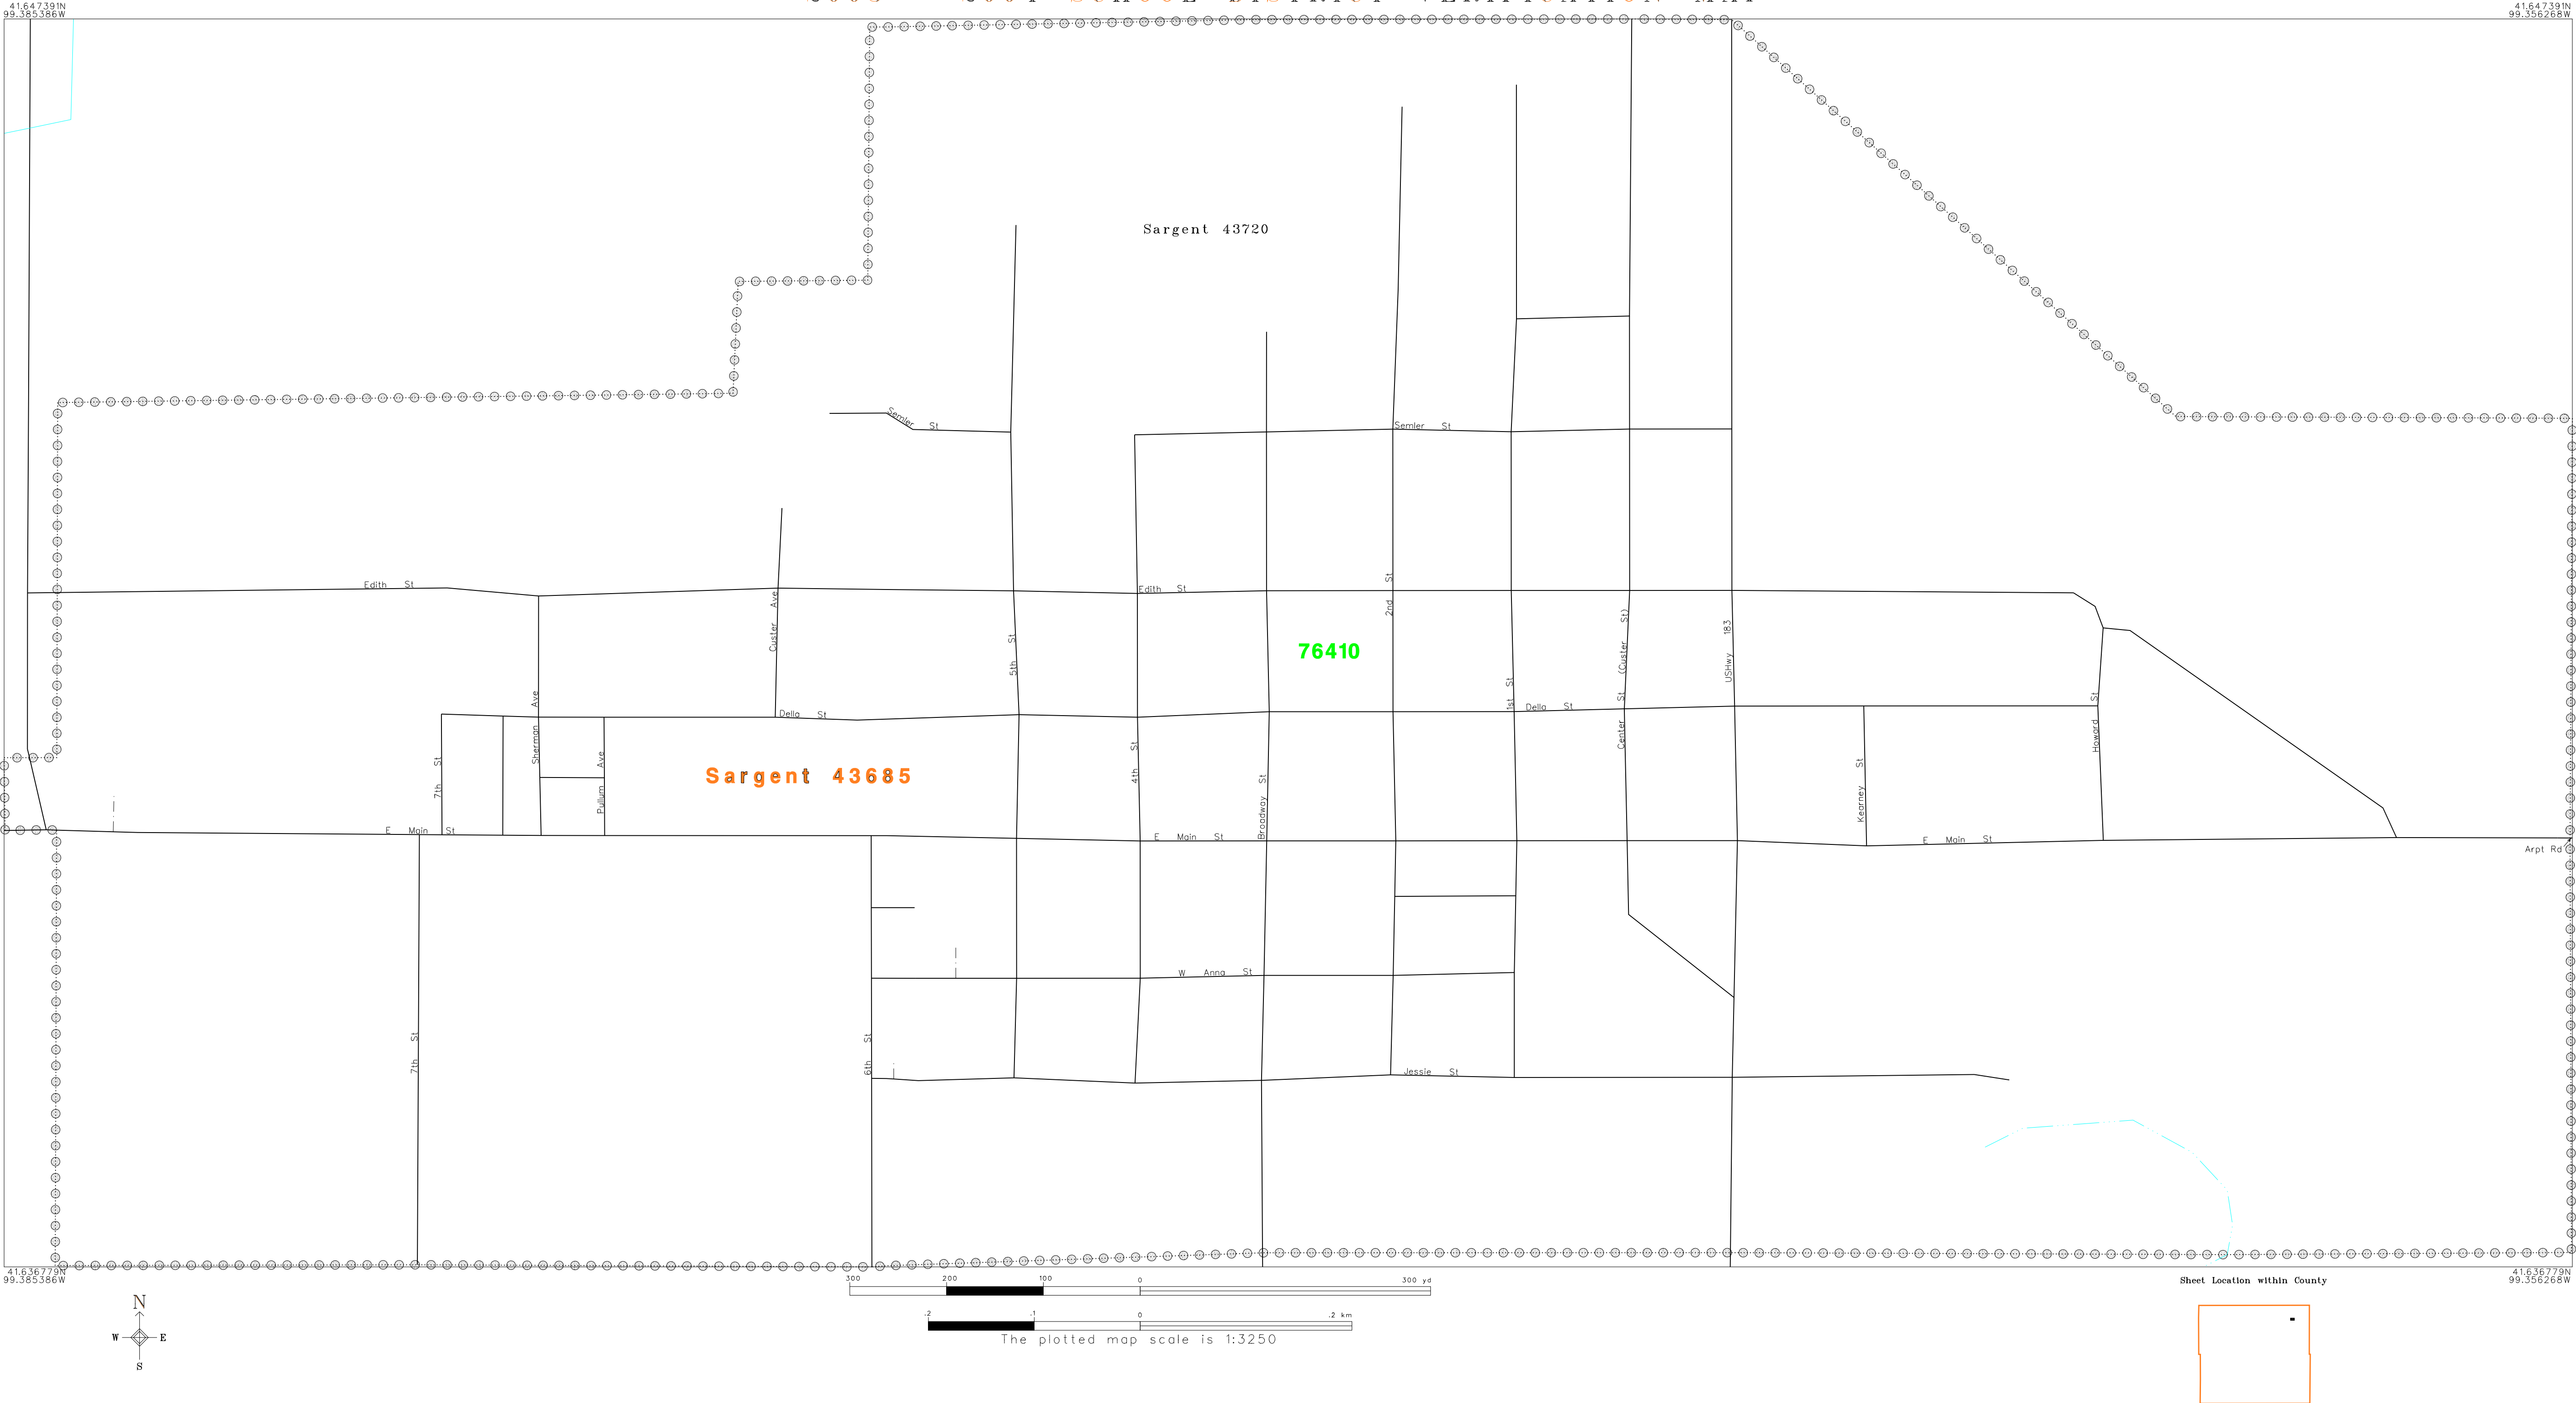 SCHOOL DISTRICT VERIFICATION MAP
41.647391N
99.385386W
41.647391N
99.356268W
Sargent 43720
Semler St
Semler St
Edith St
Edith St
Custer Ave
5th St
2nd St
Center St (Custer St)
USHwy 183
76410
1st St
Della St
Della St
Sherman Ave
Pullum Ave
7th St
Sargent 43685
4th St
Broadway St
Kearney St
Howard St
E Main St
E Main St
E Main St
Arpt Rd
W Anna St
7th St
6th St
Jessie St
41.636779N
99.385386W
41.636779N
99.356268W
300 200 100 0 300 yd
.2 .1 0 .2 km
The plotted map scale is 1:3250
N
W E
S
Sheet Location within County